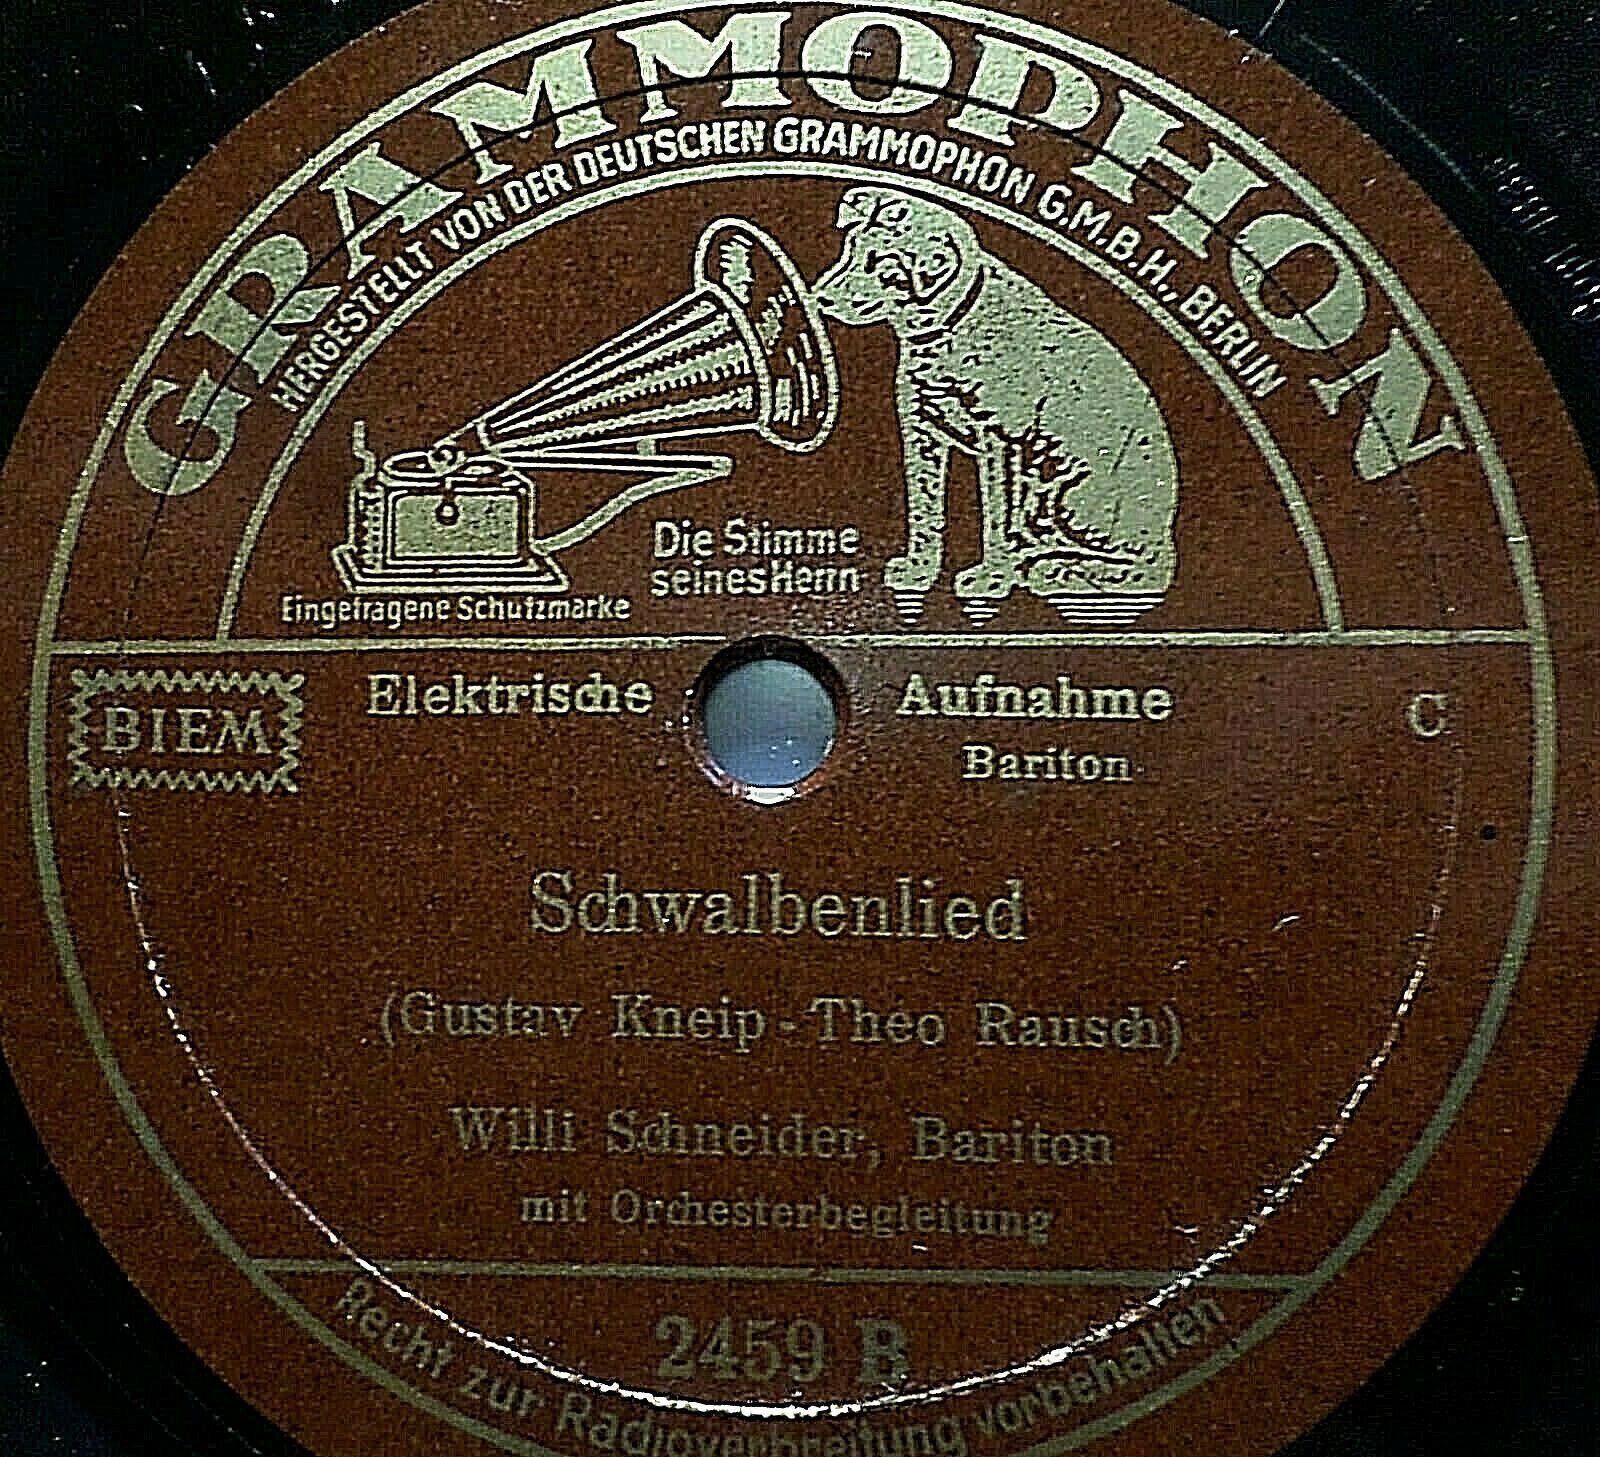 GRAMMOPHON
HERGESTELLT VON DER DEUTSCHEN GRAMMOPHON G.M.B.H., BERLIN
Die Stimme
seines Herrn
Eingetragene Schutzmarke
BIEM
Elektrische Aufnahme
C
Bariton
Schwalbenlied
(Gustav Kneip - Theo Rausch)
Willi Schneider, Bariton
mit Orchesterbegleitung
2459 B
Recht zur Radioverbreitung vorbehalten